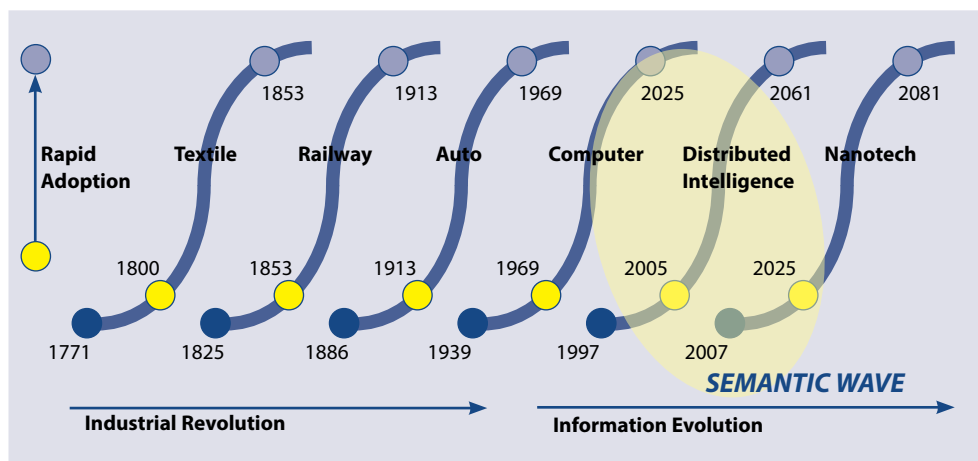 1853
1913
1969
2025
2061
2081
Rapid
Adoption
Textile
Railway
Auto
Computer
Distributed
Intelligence
Nanotech
1800
1853
1913
1969
2005
2025
1771
1825
1886
1939
1997
2007
SEMANTIC WAVE
Industrial Revolution
Information Evolution